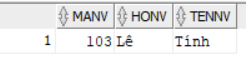 MANV HONV TENNV
1 103 Lê Tính